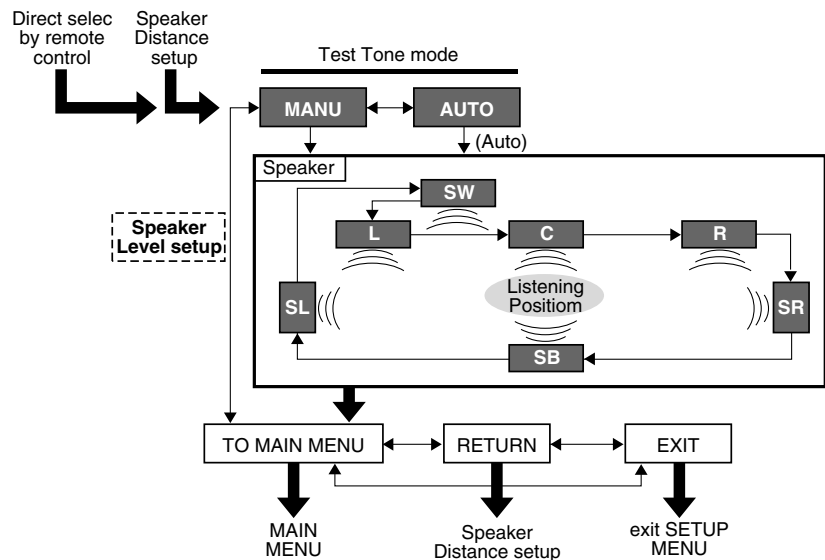 Direct selec
by remote
control
Speaker
Distance
setup
Test Tone mode
MANU
AUTO
(Auto)
Speaker
SW
L
C
R
Speaker
Level setup
SL
Listening
Positiom
SR
SB
TO MAIN MENU
RETURN
EXIT
MAIN
MENU
Speaker
Distance setup
exit SETUP
MENU